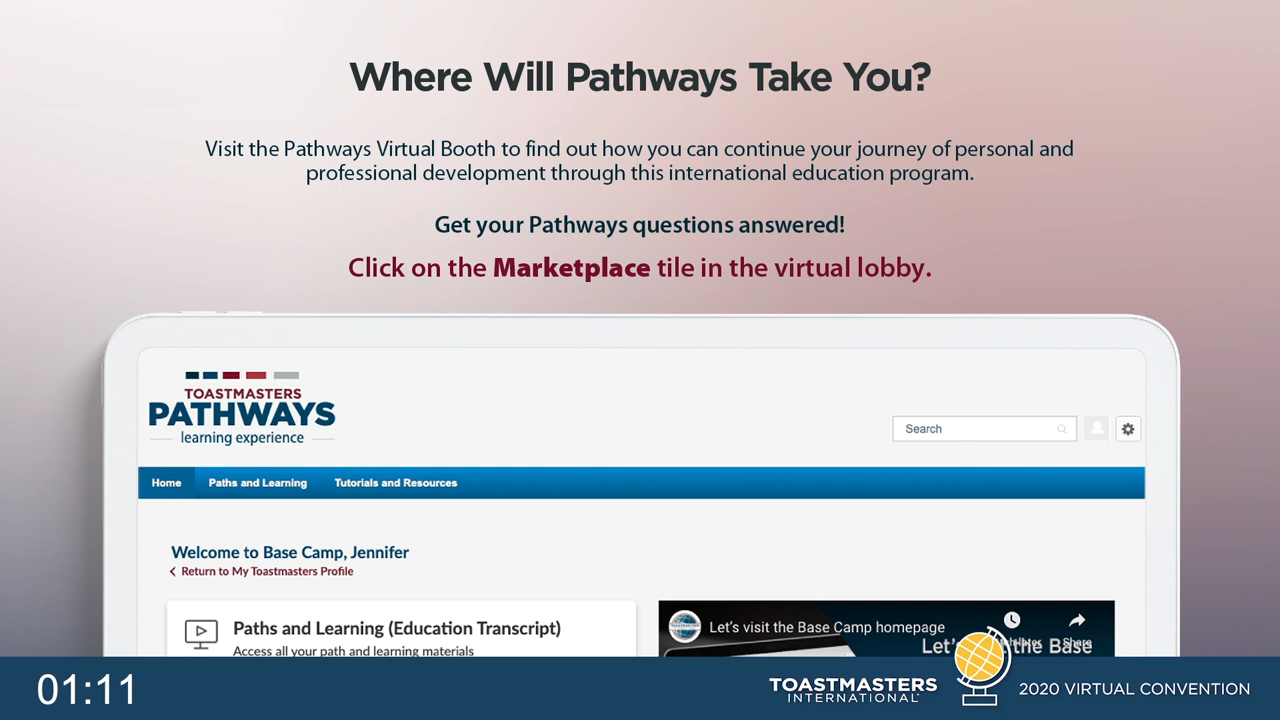 Where Will Pathways Take You?
Visit the Pathways Virtual Booth to find out how you can continue your journey of personal and
professional development through this international education program.
Get your Pathways questions answered!
Click on the Marketplace tile in the virtual lobby.
TOASTMASTERS
PATHWAYS
learning experience
Search
Home Paths and Learning Tutorials and Resources
Welcome to Base Camp, Jennifer
Return to My Toastmasters Profile
Paths and Learning (Education Transcript)
Access all your path and learning materials
Let's visit the Base Camp homepage
Share
the Base
01:11
TOASTMASTERS
INTERNATIONAL
2020 VIRTUAL CONVENTION